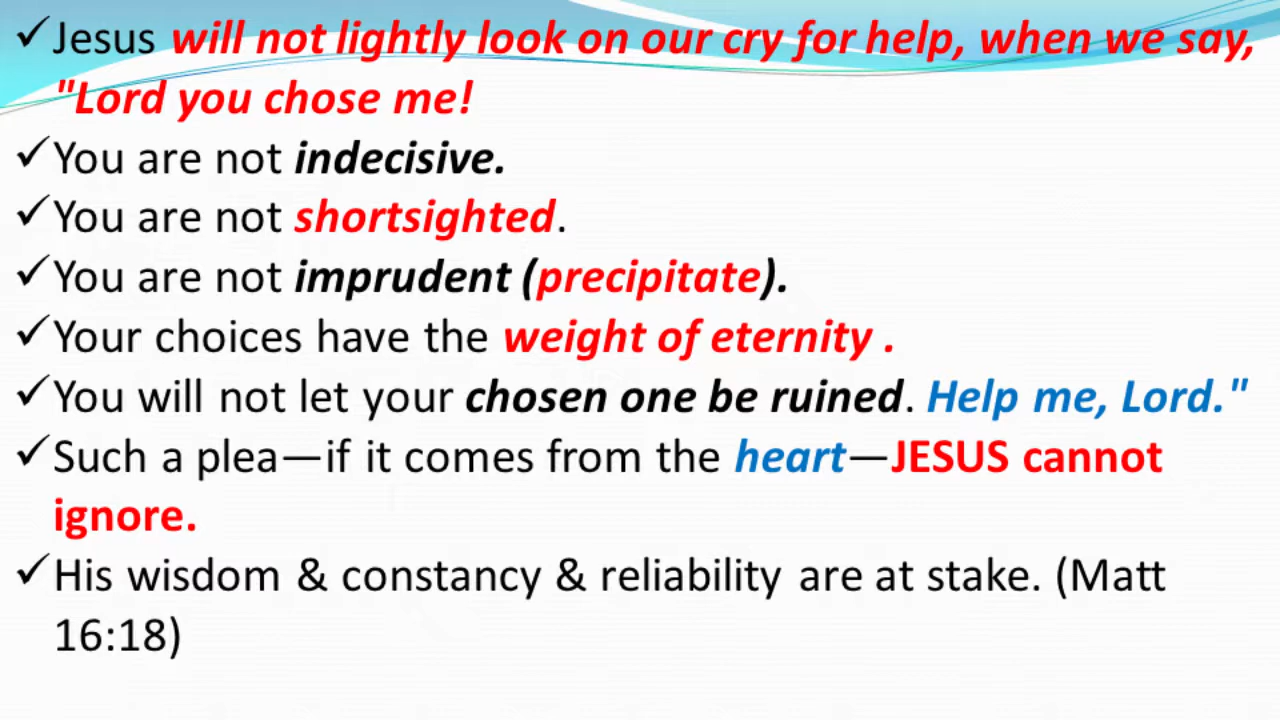 ✓Jesus will not lightly look on our cry for help, when we say,
"Lord you chose me!
✓You are not indecisive.
✓You are not shortsighted.
✓You are not imprudent (precipitate).
✓Your choices have the weight of eternity .
✓You will not let your chosen one be ruined. Help me, Lord."
✓Such a plea—if it comes from the heart—JESUS cannot
ignore.
✓His wisdom & constancy & reliability are at stake. (Matt
16:18)